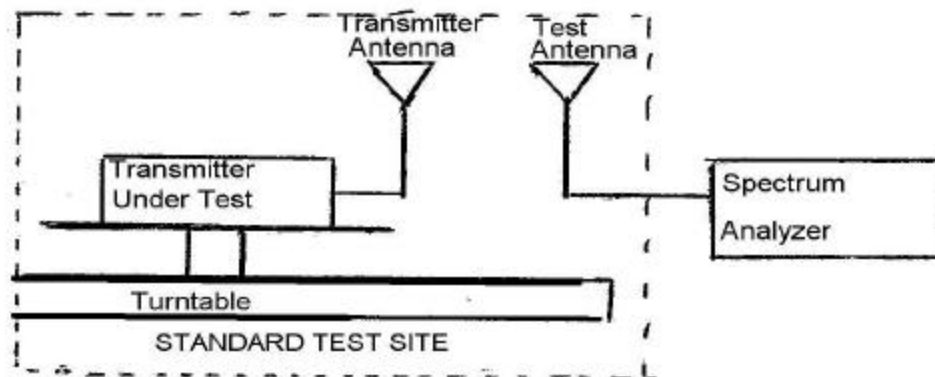 Transmitter
Antenna
Test
Antenna
Transmitter
Under Test
Spectrum
Analyzer
Turntable
STANDARD TEST SITE